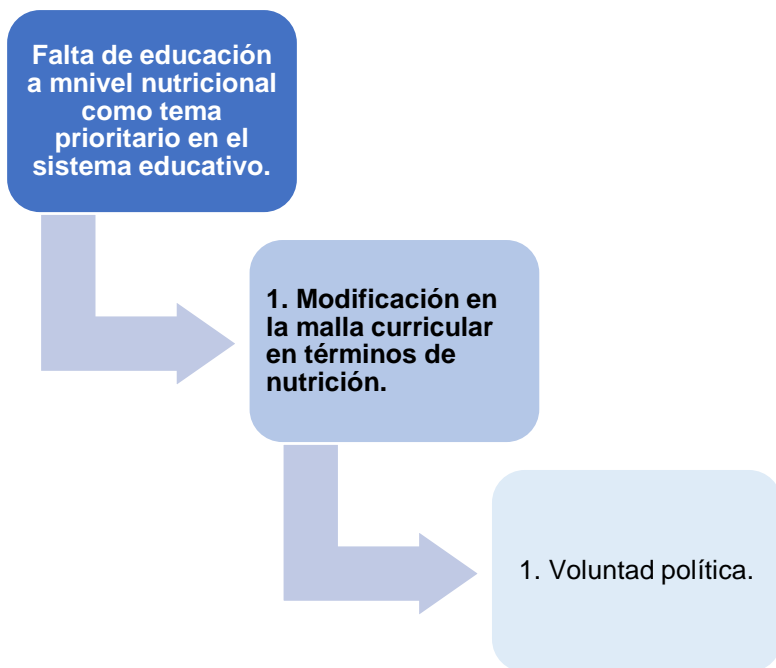 Falta de educación
a mnivel nutricional
como tema
prioritario en el
sistema educativo.
1. Modificación en
la malla curricular
en términos de
nutrición.
1. Voluntad política.